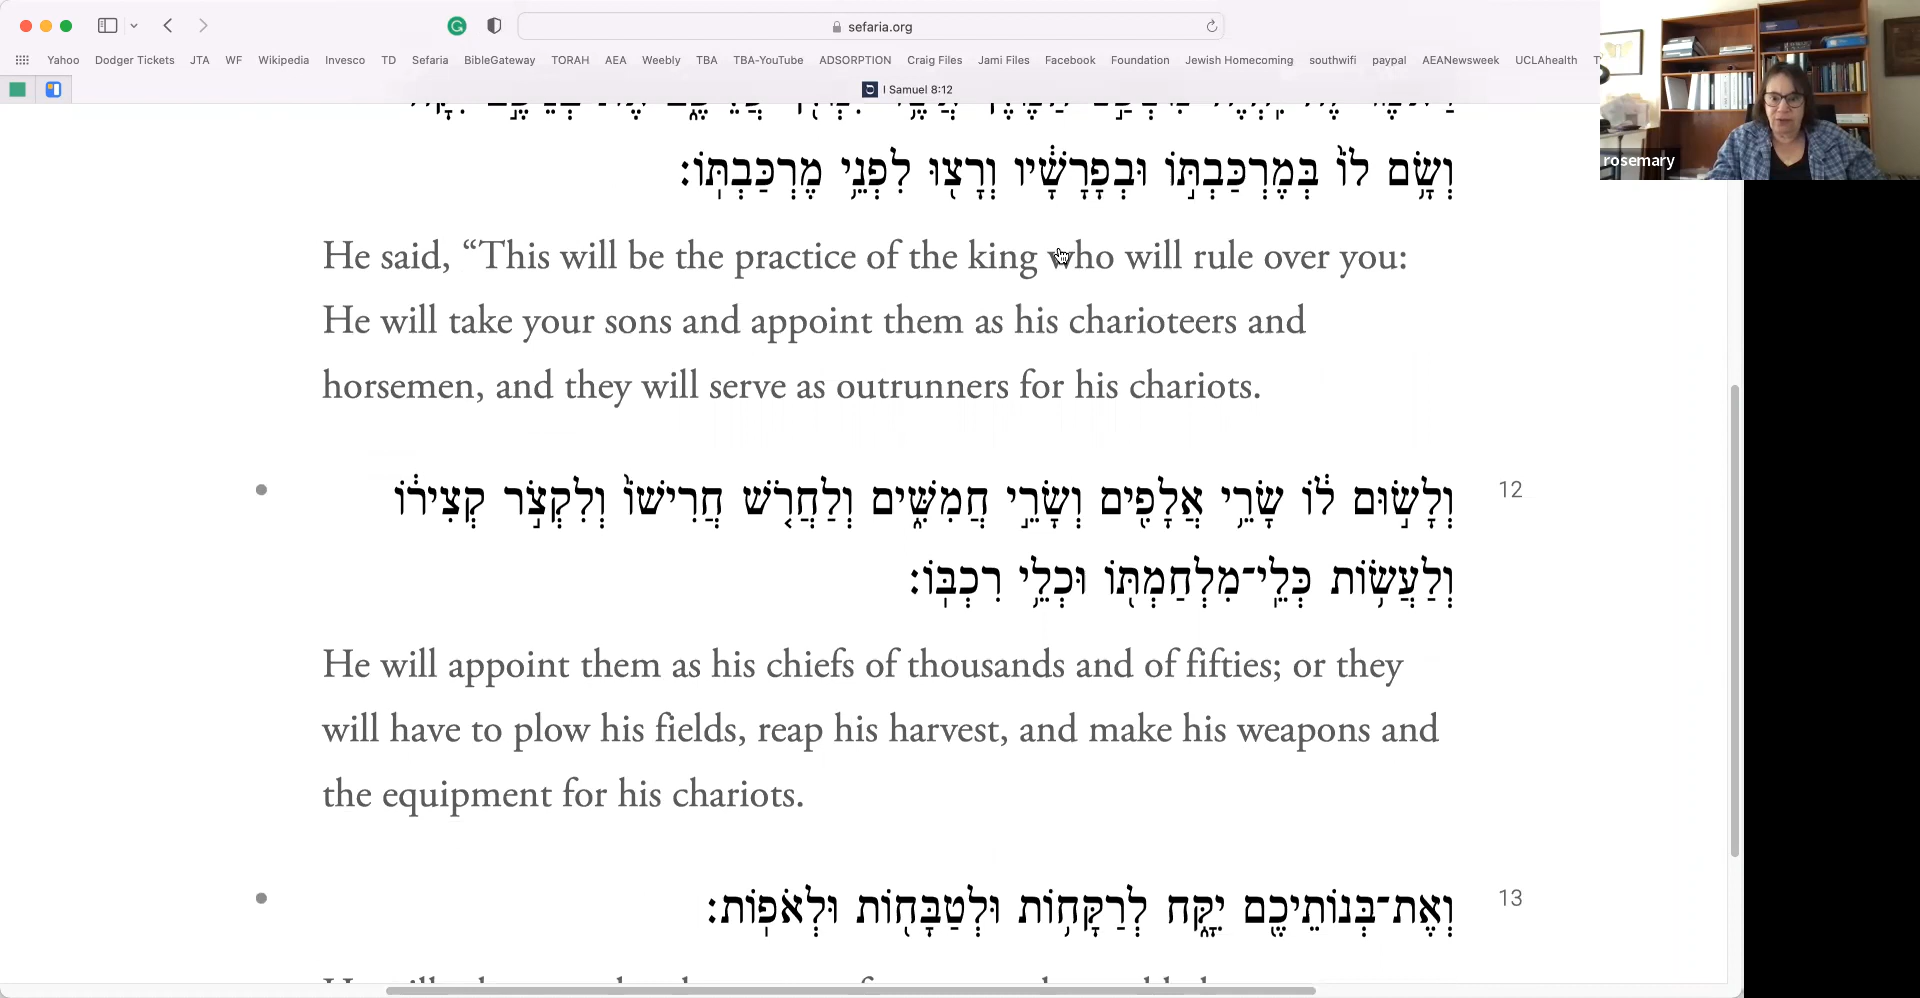 sefaria.org
Yahoo Dodger Tickets JTA WF Wikipedia Invesco TD Sefaria BibleGateway TORAH AEA Weebly TBA TBA-YouTube ADSORPTION Craig Files Jami Files Facebook Foundation Jewish Homecoming southwifi paypal AEANewsweek UCLAhealth
I Samuel 8:12
rosemary
וְשָׂ֥ם לוֹ֙ בְּמֶרְכַּבְתּ֣וֹ וּבְפָרָשָׁ֔יו וְרָצ֖וּ לִפְנֵ֥י מֶרְכַּבְתּֽוֹ׃
He said, “This will be the practice of the king who will rule over you:
He will take your sons and appoint them as his charioteers and
horsemen, and they will serve as outrunners for his chariots.
12
וְלָשׂ֣וּם ל֔וֹ שָׂרֵ֥י אֲלָפִ֖ים וְשָׂרֵ֣י חֲמִשִּׁ֑ים וְלַחֲרֹ֤שׁ חֲרִישׁוֹ֙ וְלִקְצֹ֣ר קְצִיר֔וֹ
וְלַעֲשׂ֥וֹת כְּלֵֽי־מִלְחַמְתּ֖וֹ וּכְלֵ֥י רִכְבּֽוֹ׃
He will appoint them as his chiefs of thousands and of fifties; or they
will have to plow his fields, reap his harvest, and make his weapons and
the equipment for his chariots.
13
וְאֶת־בְּנוֹתֵיכֶ֖ם יִקָּ֑ח לְרַקָּח֥וֹת וּלְטַבָּח֖וֹת וּלְאֹפֽוֹת׃